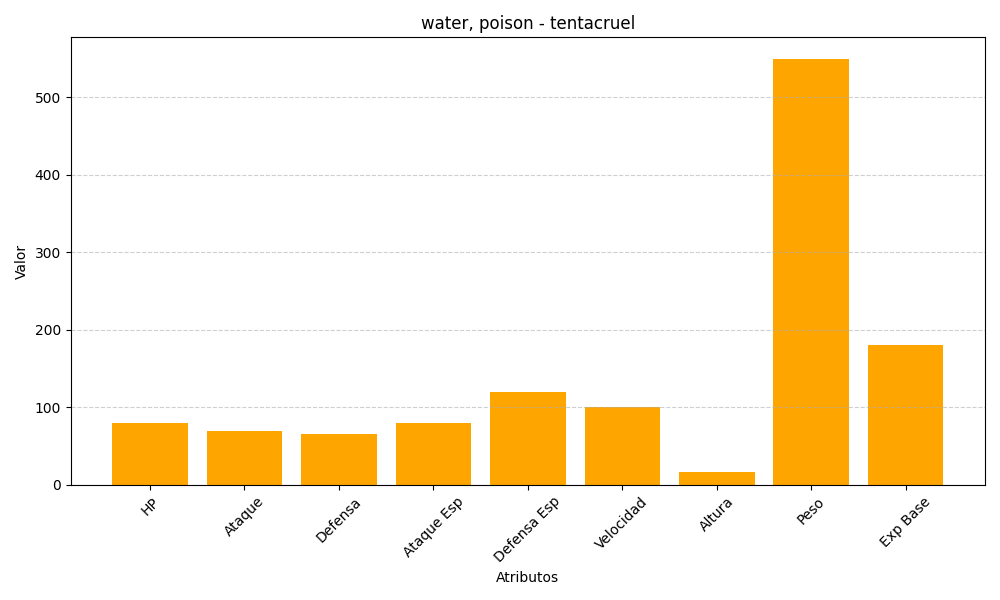 water, poison - tentacruel
Valor
500
400
300
200
100
0
HP
Ataque
Defensa
Ataque Esp
Defensa Esp
Velocidad
Altura
Peso
Exp Base
Atributos